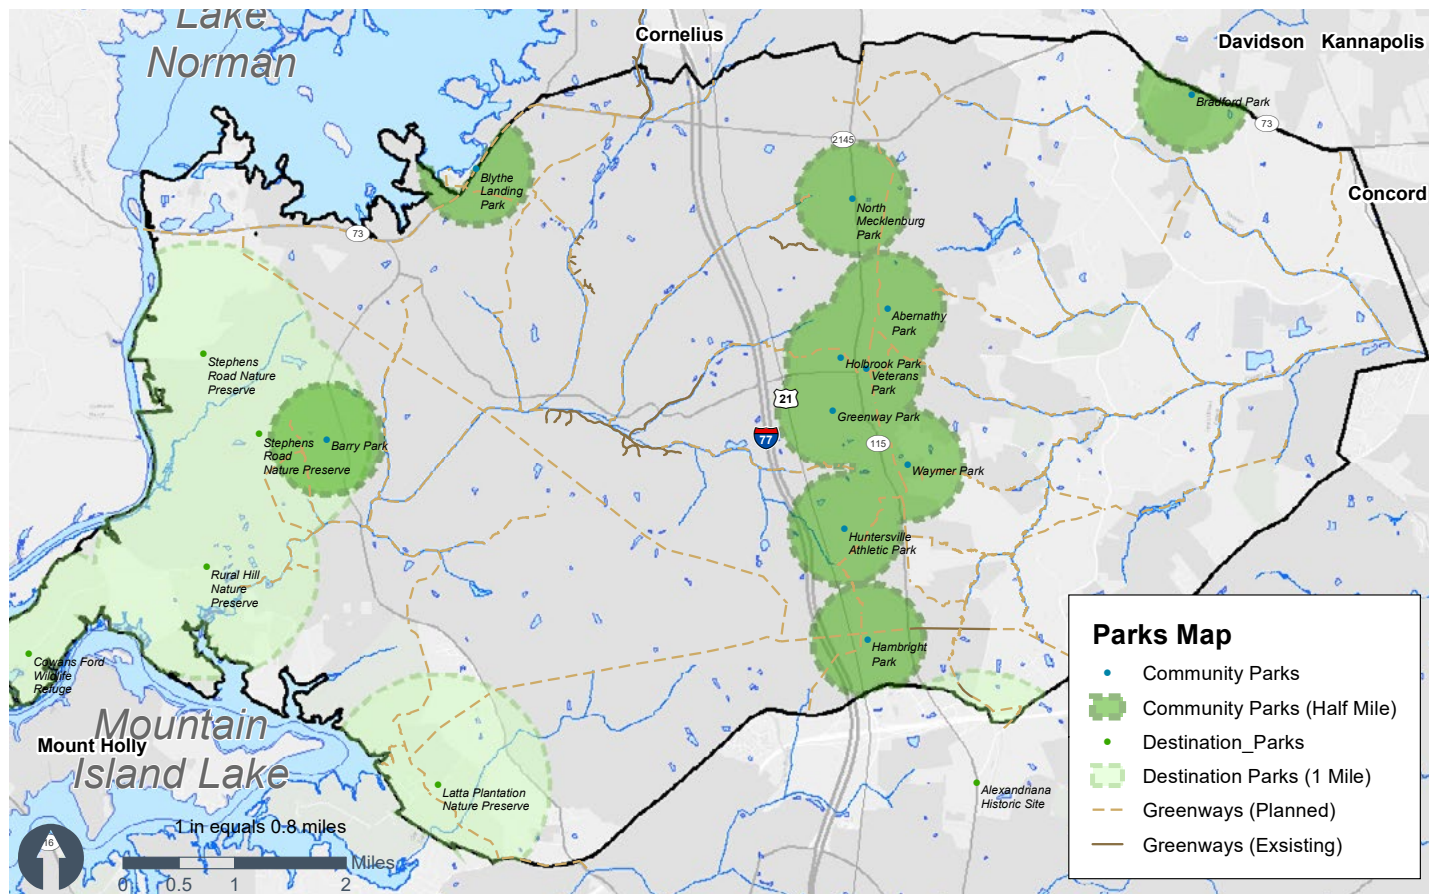 Lake
Norman
Cornelius
Davidson
Kannapolis
Bradford Park
73
2145
Blythe
Landing
Park
Concord
North
Mecklenburg
Park
73
Abernathy
Park
Stephens
Road Nature
Preserve
Holbrook Park
Veterans
Park
21
Greenway Park
77
115
Stephens
Road
Nature Preserve
Barry Park
Waymer Park
Huntersville
Athletic Park
Rural Hill
Nature
Preserve
Hambright
Park
Cowans Ford
Wildlife
Refuge
Mountain
Island Lake
Mount Holly
Latta Plantation
Nature Preserve
Alexandnana
Historic Site
1 in equals 0.8 miles
16
Miles
0 0.5 1 2
Parks Map
Community Parks
Community Parks (Half Mile)
Destination_Parks
Destination Parks (1 Mile)
Greenways (Planned)
Greenways (Exsisting)